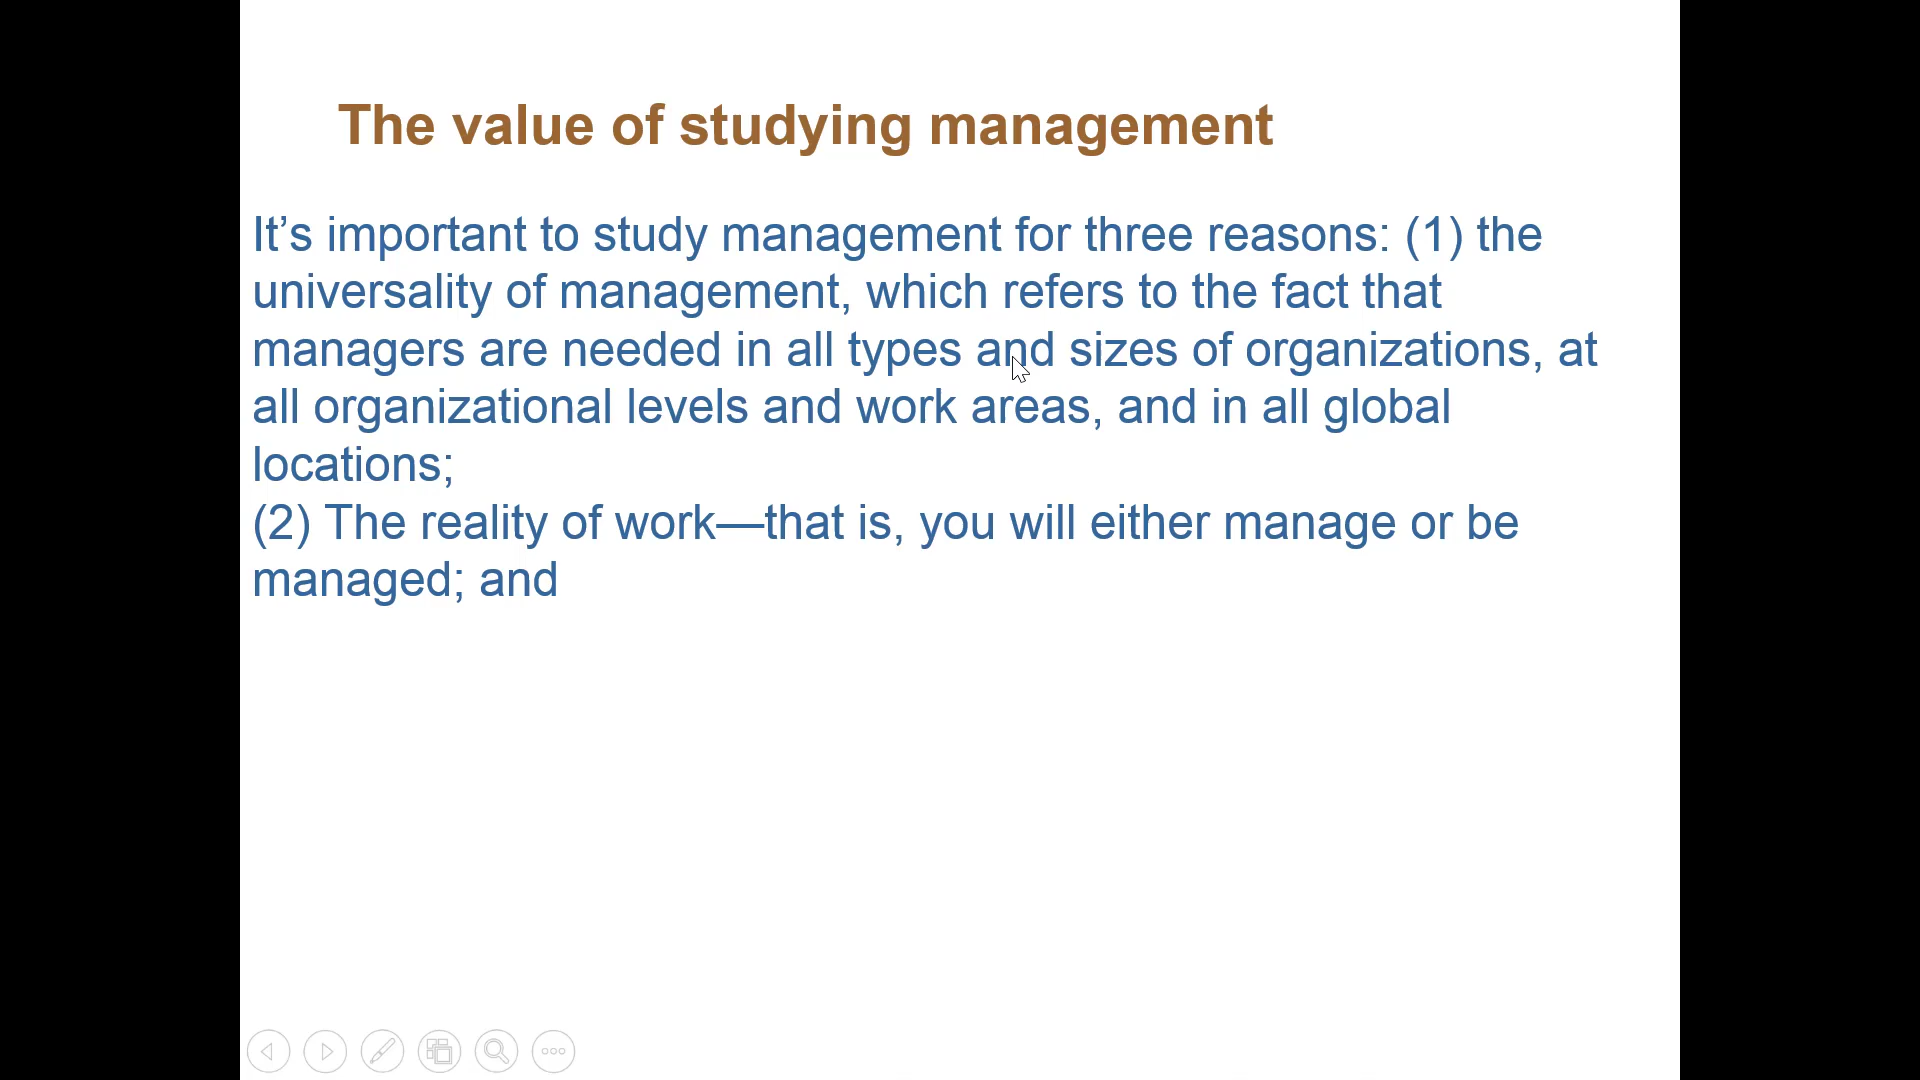 The value of studying management
It’s important to study management for three reasons: (1) the
universality of management, which refers to the fact that
managers are needed in all types and sizes of organizations, at
all organizational levels and work areas, and in all global
locations;
(2) The reality of work—that is, you will either manage or be
managed; and